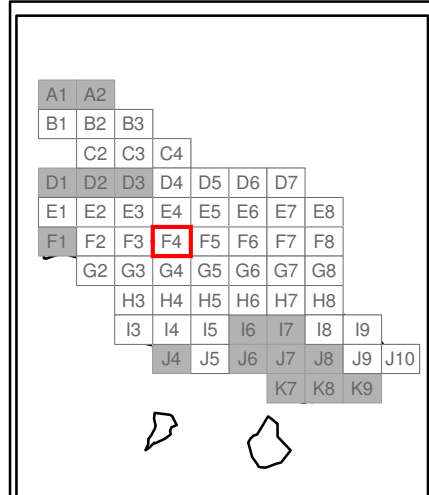 A1 A2
B1 B2 B3
C2 C3 C4
D1 D2 D3 D4 D5 D6 D7
E1 E2 E3 E4 E5 E6 E7 E8
F1 F2 F3 F4 F5 F6 F7 F8
G2 G3 G4 G5 G6 G7 G8
H3 H4 H5 H6 H7 H8
I3 I4 I5 I6 I7 I8 I9
J4 J5 J6 J7 J8 J9 J10
K7 K8 K9